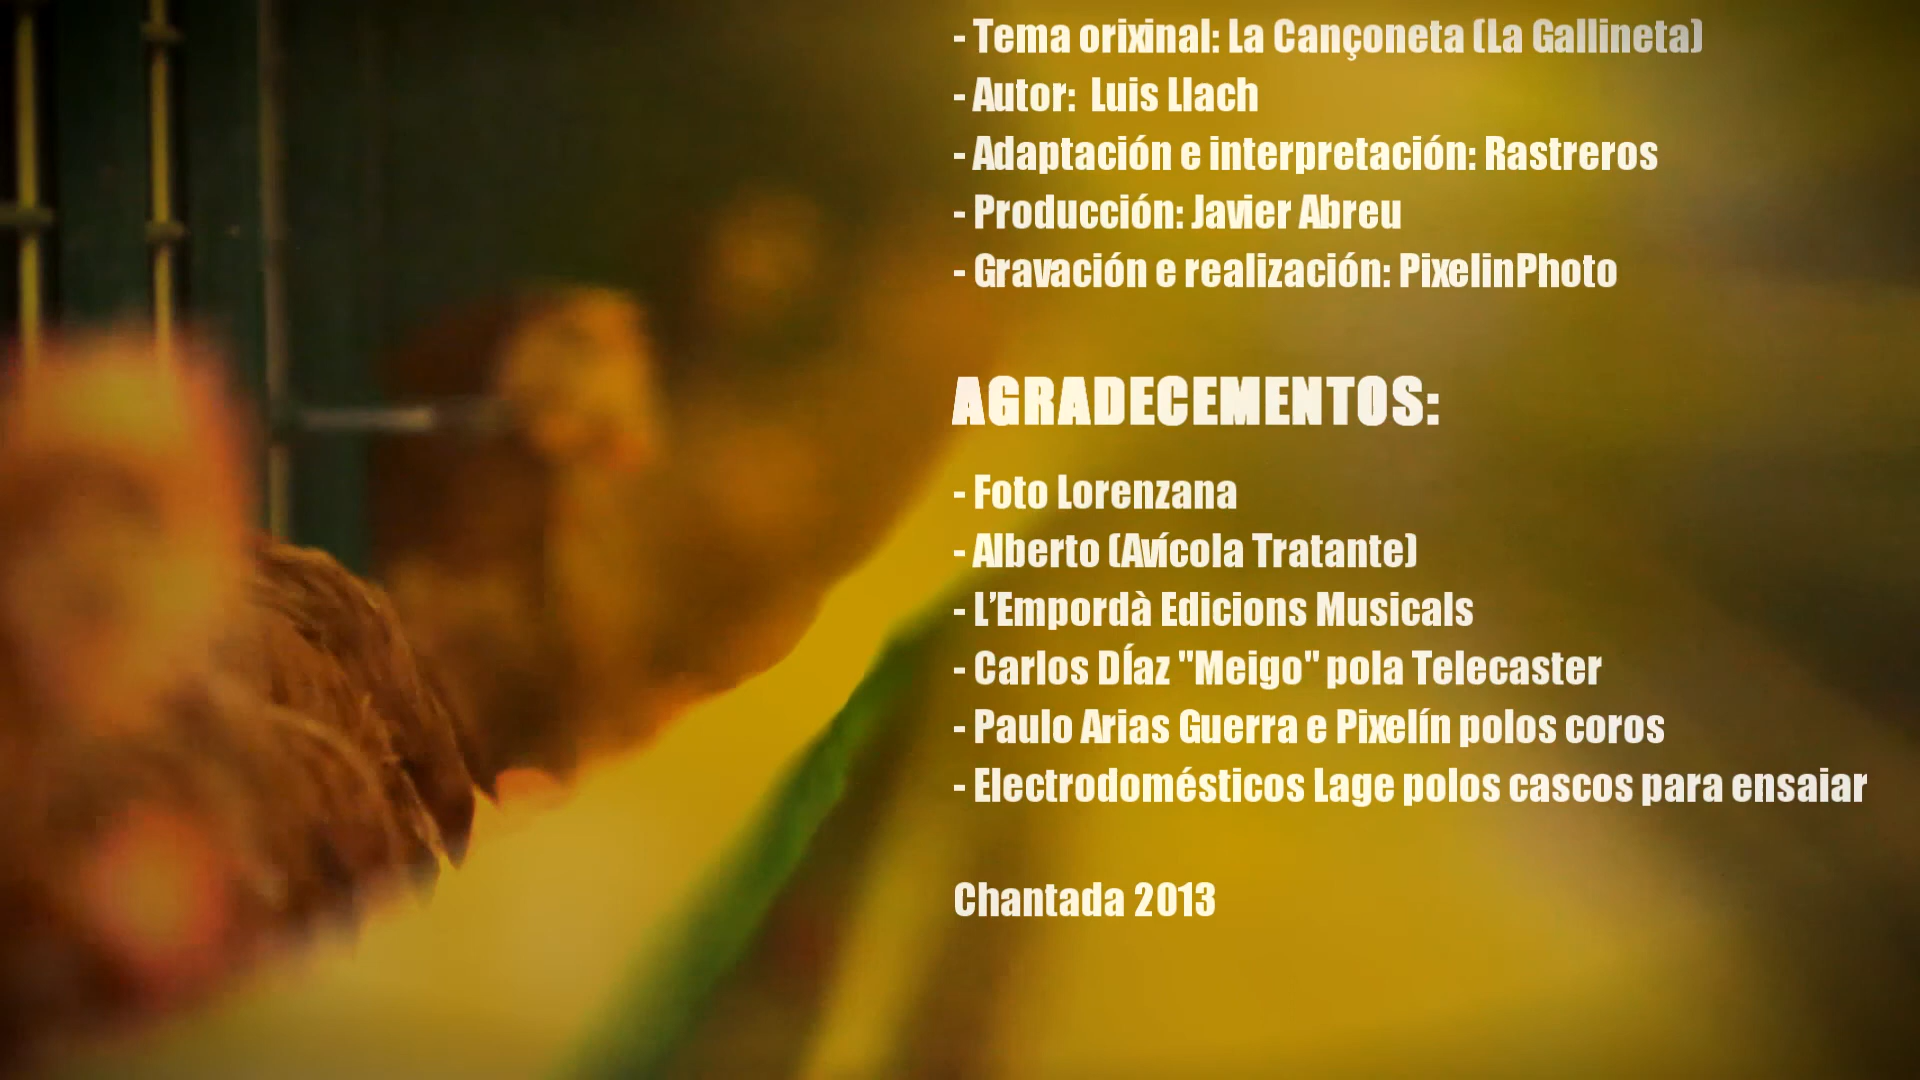 - Tema orixinal: La Cançoneta (La Gallineta)
- Autor: Luis Llach
- Adaptación e interpretación: Rastreros
- Producción: Javier Abreu
- Gravación e realización: PixelinPhoto
AGRADECEMENTOS:
- Foto Lorenzana
- Alberto (Avícola Tratante)
- L’Empordà Edicions Musicals
- Carlos DÍaz "Meigo" pola Telecaster
- Paulo Arias Guerra e Pixelín polos coros
- Electrodomésticos Lage polos cascos para ensaiar
Chantada 2013